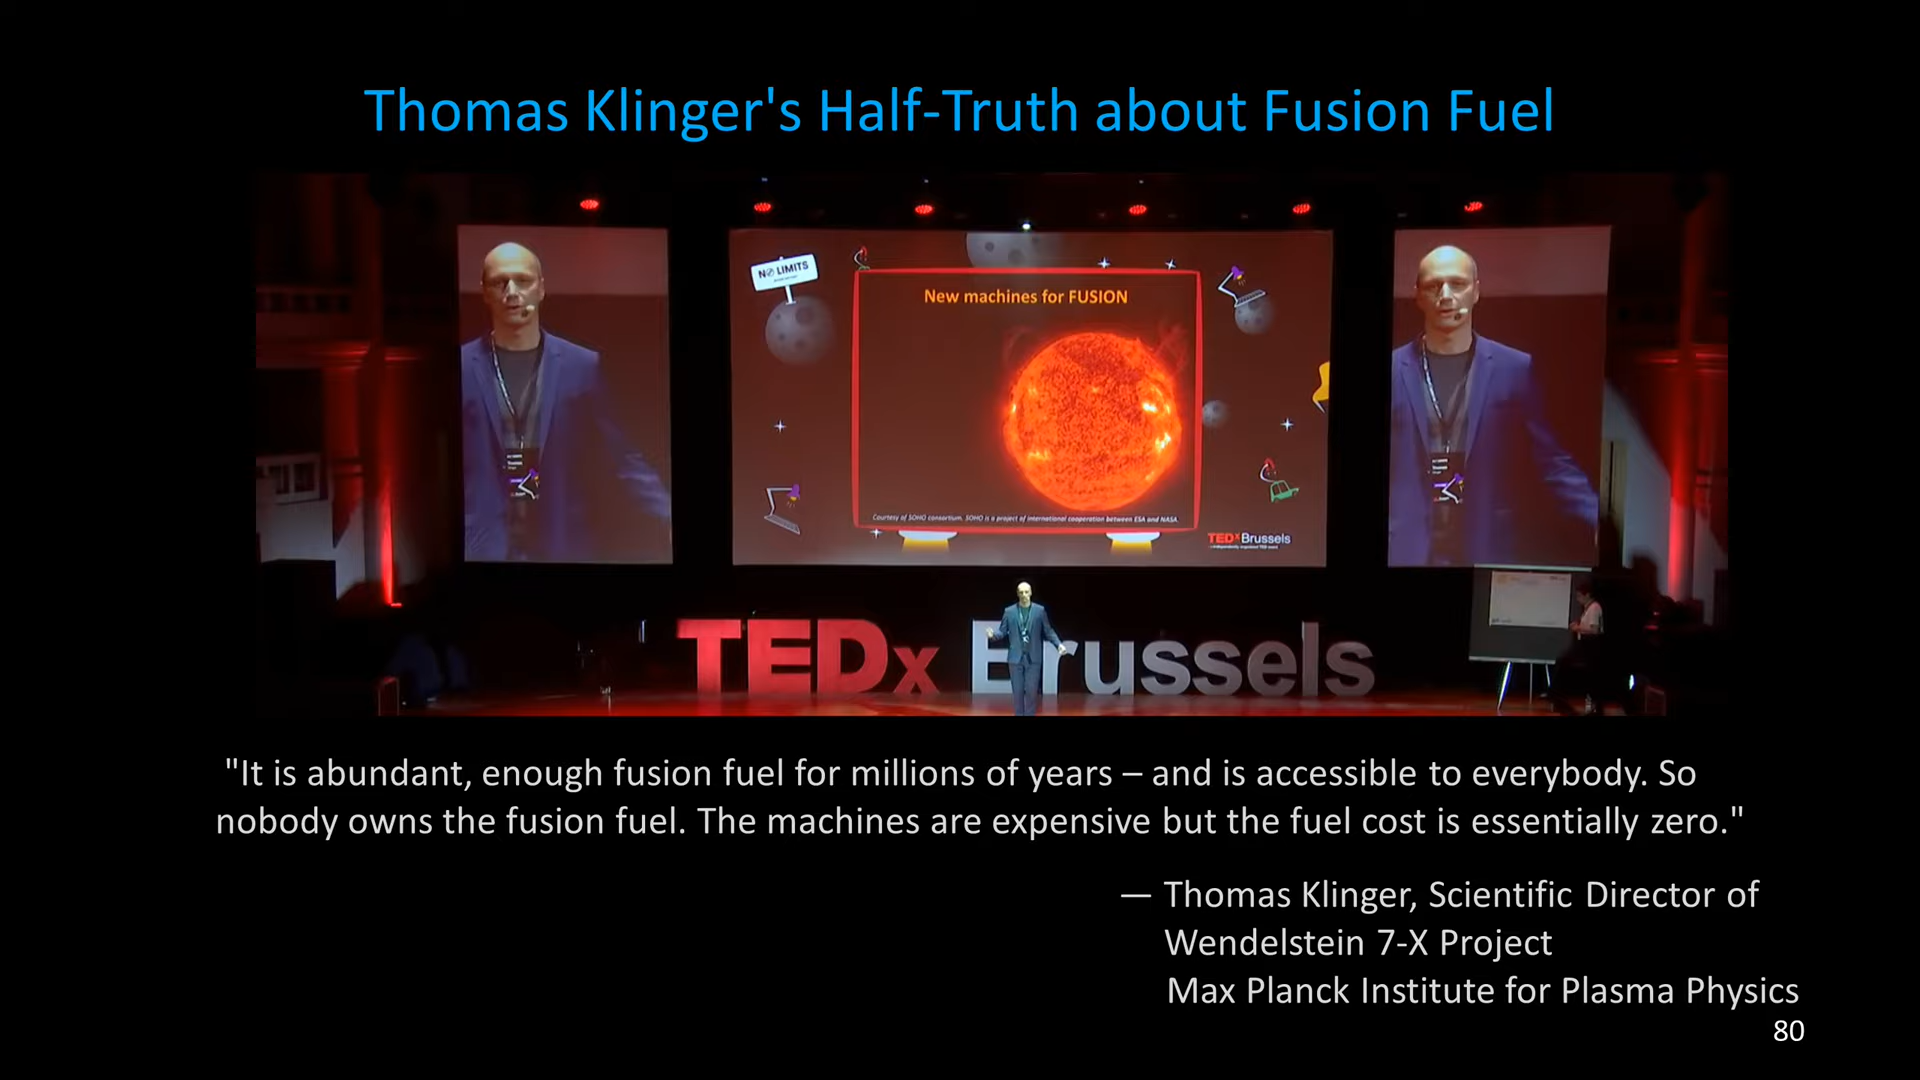 Thomas Klinger's Half-Truth about Fusion Fuel
NO LIMITS
New machines for FUSION
Courtesy of SOHO consortium. SOHO is a project of international cooperation between ESA and NASA.
TEDxBrussels
TEDx Brussels
"It is abundant, enough fusion fuel for millions of years – and is accessible to everybody. So
nobody owns the fusion fuel. The machines are expensive but the fuel cost is essentially zero."
— Thomas Klinger, Scientific Director of
Wendelstein 7-X Project
Max Planck Institute for Plasma Physics
80